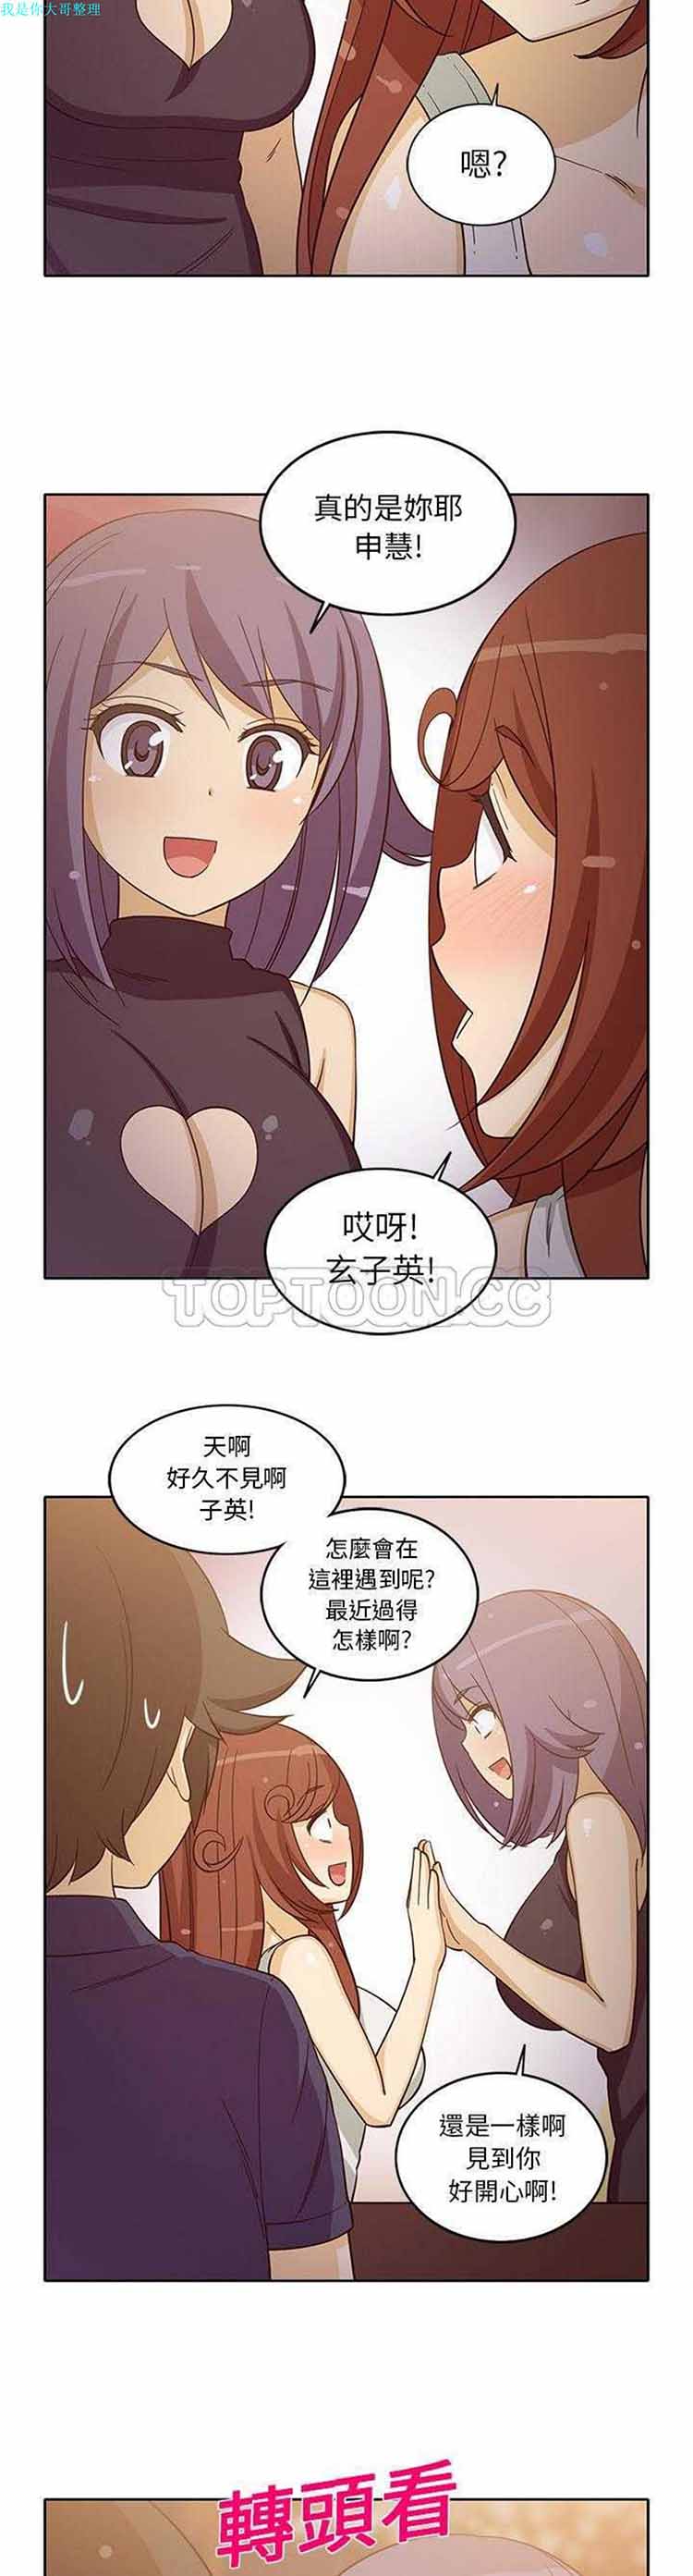 我是你大哥整理
嗯?
真的是妳耶
申慧!
哎呀!
玄子英!
TOPTOON.CC
天啊
好久不見啊
子英!
怎麼會在
這裡遇到呢?
最近過得
怎樣啊?
還是一樣啊
見到你
好開心啊!
轉頭看